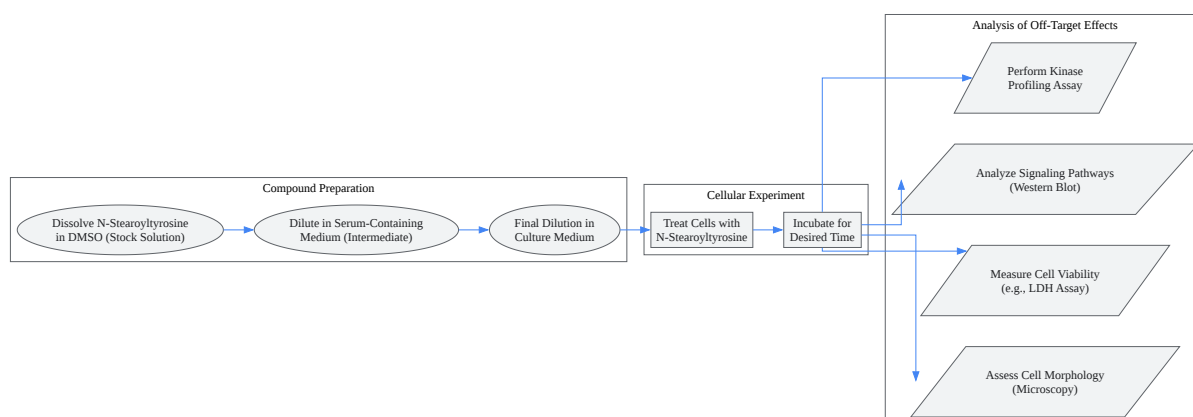 Compound Preparation
Dissolve N-Stearoyltyrosine
in DMSO (Stock Solution)
Dilute in Serum-Containing
Medium (Intermediate)
Final Dilution in
Culture Medium
Cellular Experiment
Treat Cells with
N-Stearoyltyrosine
Incubate for
Desired Time
Analysis of Off-Target Effects
Perform Kinase
Profiling Assay
Analyze Signaling Pathways
(Western Blot)
Measure Cell Viability
(e.g., LDH Assay)
Assess Cell Morphology
(Microscopy)